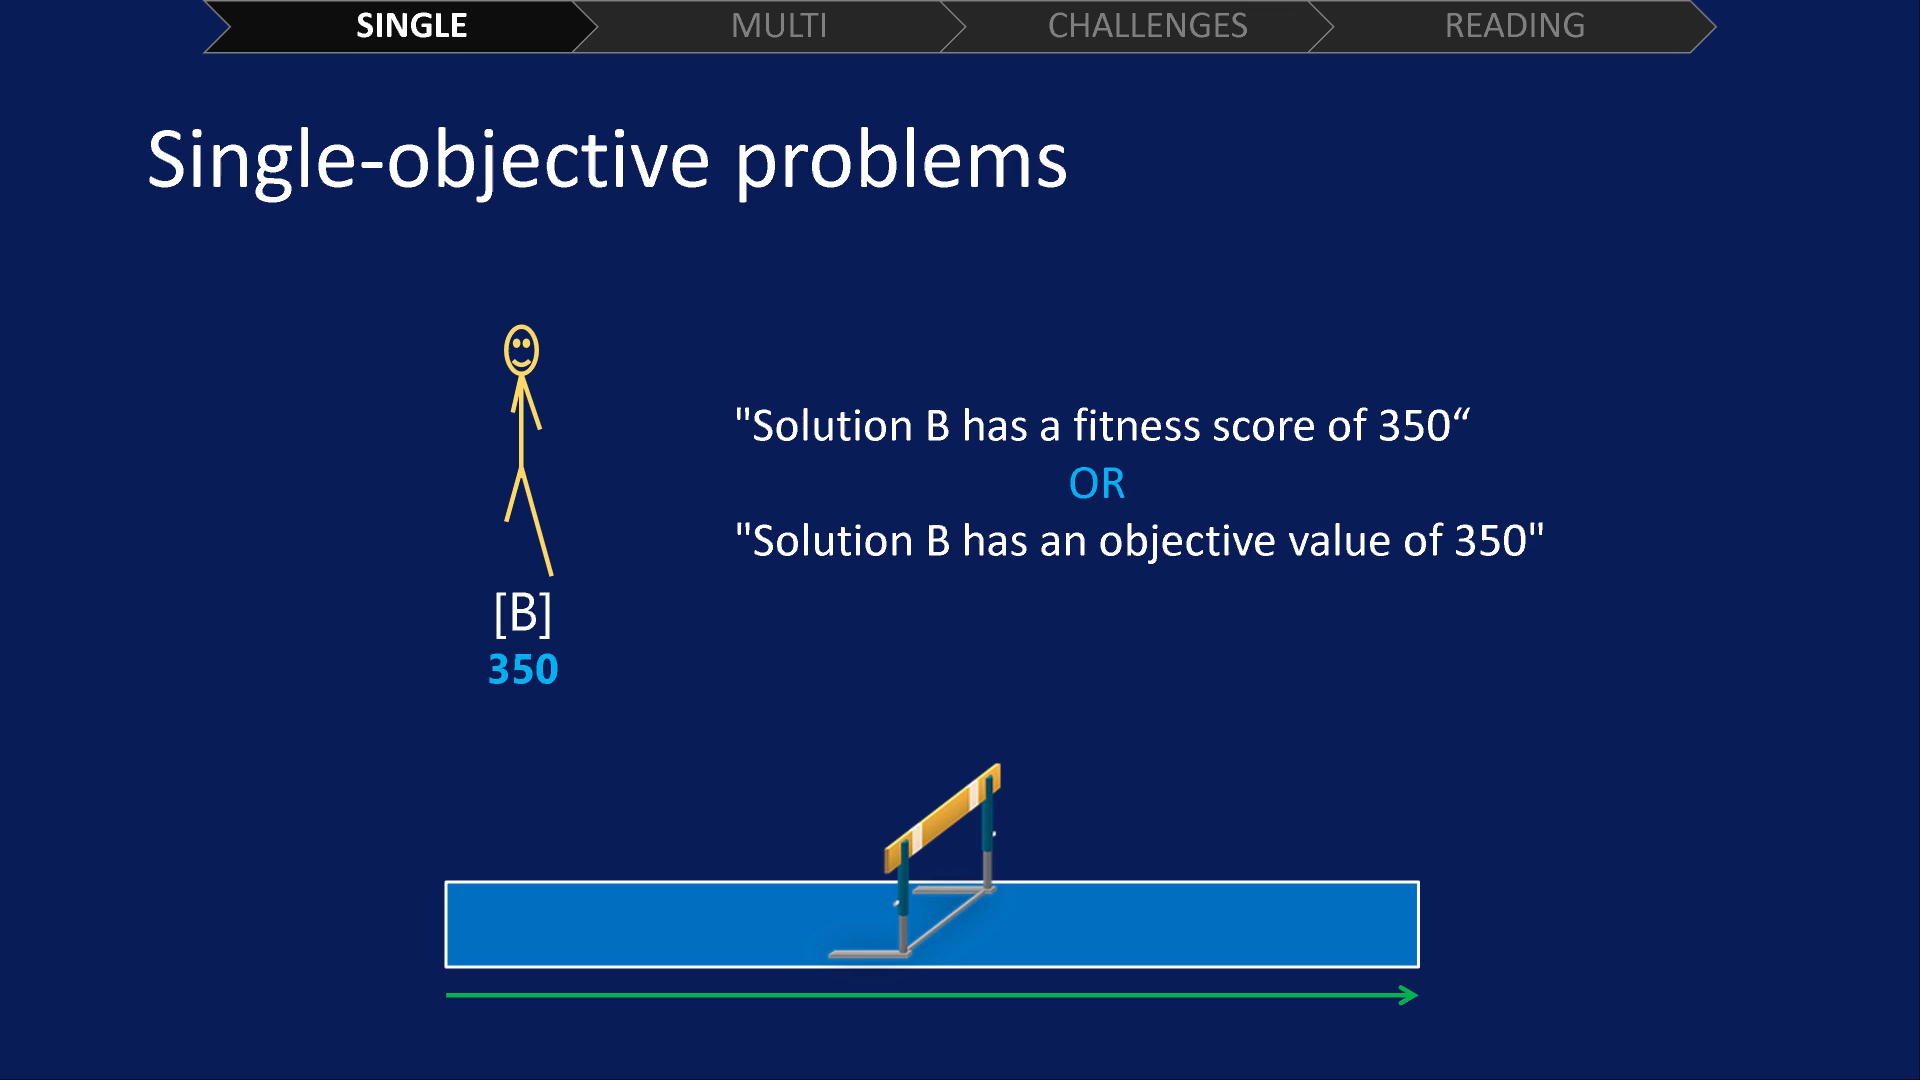 SINGLE
MULTI
CHALLENGES
READING
Single-objective problems
"Solution B has a fitness score of 350“
OR
"Solution B has an objective value of 350"
[B]
350